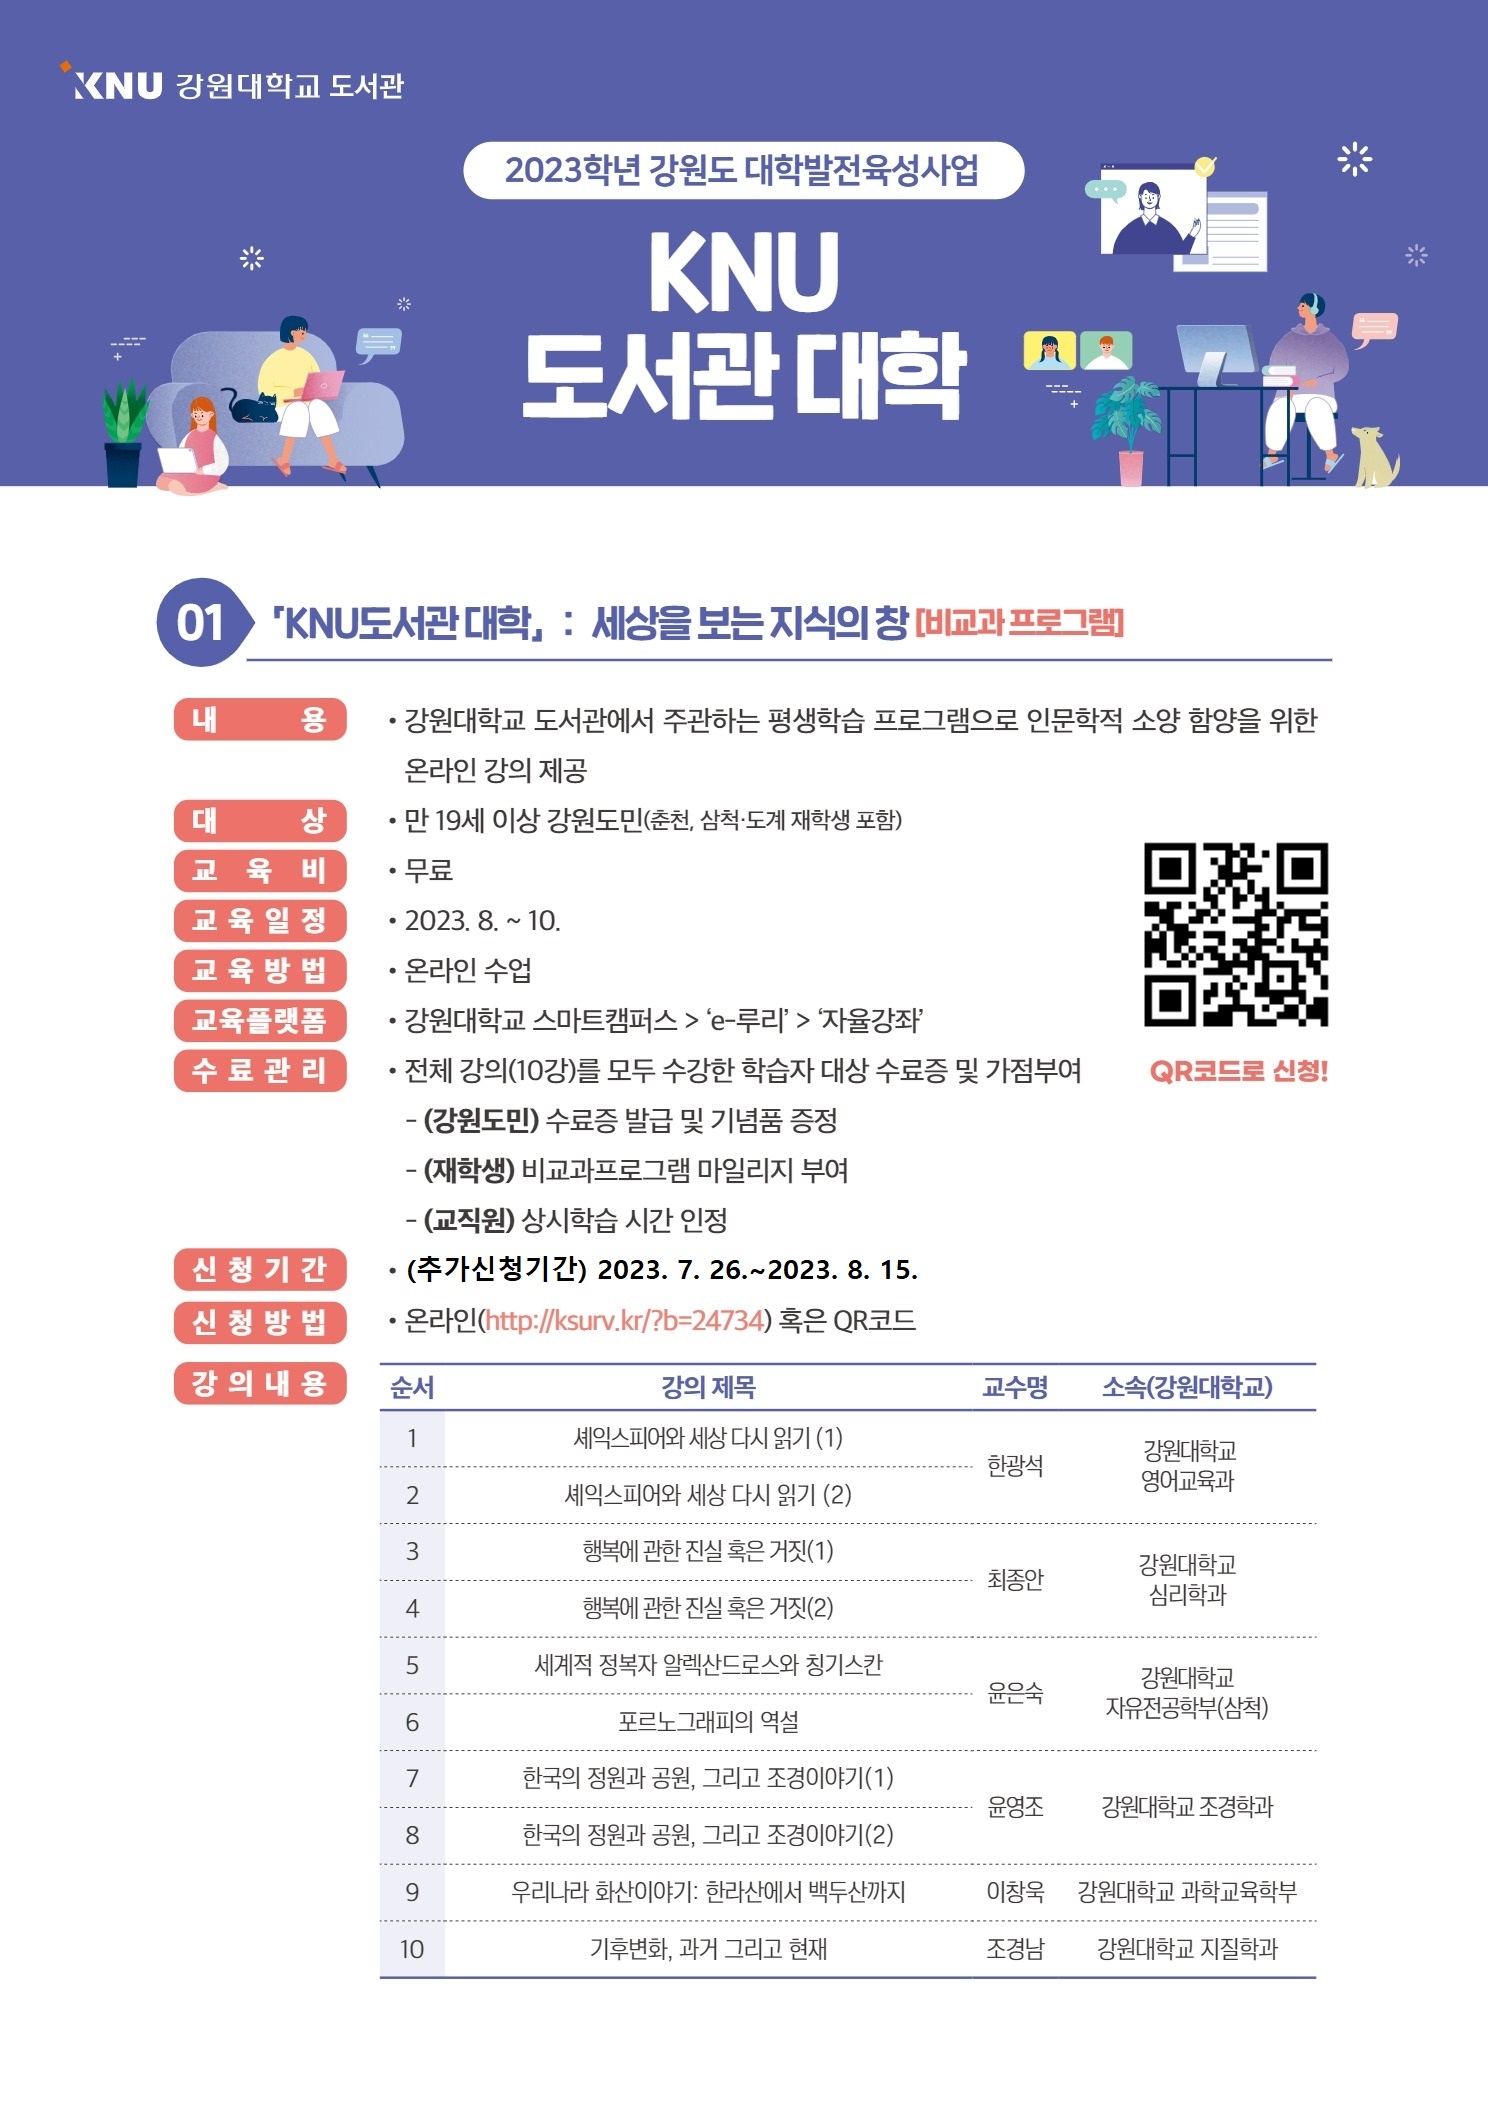 KNU 강원대학교 도서관
2023학년 강원도 대학발전육성사업
KNU
도서관 대학
01 「KNU도서관 대학」 : 세상을 보는 지식의 창 [비교과 프로그램]
내 용 • 강원대학교 도서관에서 주관하는 평생학습 프로그램으로 인문학적 소양 함양을 위한
온라인 강의 제공
대 상 • 만 19세 이상 강원도민(춘천, 삼척·도계 재학생 포함)
교 육 비 • 무료
교육일정 • 2023. 8. ~ 10.
교육방법 • 온라인 수업
교육플랫폼 • 강원대학교 스마트캠퍼스 > ‘e-루리’ > ‘자율강좌’
수료관리 • 전체 강의(10강)를 모두 수강한 학습자 대상 수료증 및 가점부여
- (강원도민) 수료증 발급 및 기념품 증정
- (재학생) 비교과프로그램 마일리지 부여
- (교직원) 상시학습 시간 인정
QR코드로 신청!
신청기간 • (추가신청기간) 2023. 7. 26.~2023. 8. 15.
신청방법 • 온라인(http://ksurv.kr/?b=24734) 혹은 QR코드
강의내용
순서 강의 제목 교수명 소속(강원대학교)
1 셰익스피어와 세상 다시 읽기 (1)
2 셰익스피어와 세상 다시 읽기 (2)
한광석
강원대학교
영어교육과
3 행복에 관한 진실 혹은 거짓(1)
4 행복에 관한 진실 혹은 거짓(2)
최종안
강원대학교
심리학과
5 세계적 정복자 알렉산드로스와 칭기스칸
6 포르노그래피의 역설
윤은숙
강원대학교
자유전공학부(삼척)
7 한국의 정원과 공원, 그리고 조경이야기(1)
8 한국의 정원과 공원, 그리고 조경이야기(2)
윤영조 강원대학교 조경학과
9 우리나라 화산이야기: 한라산에서 백두산까지 이창욱 강원대학교 과학교육학부
10 기후변화, 과거 그리고 현재 조경남 강원대학교 지질학과